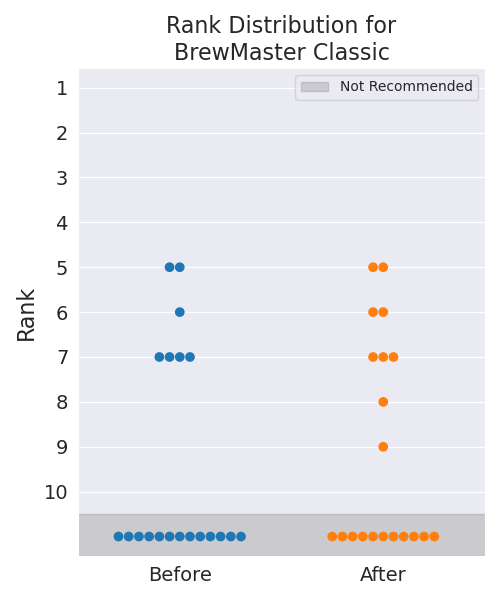 Rank Distribution for
BrewMaster Classic
Not Recommended
1
2
3
4
5
6
7
8
9
10
Rank
Before
After